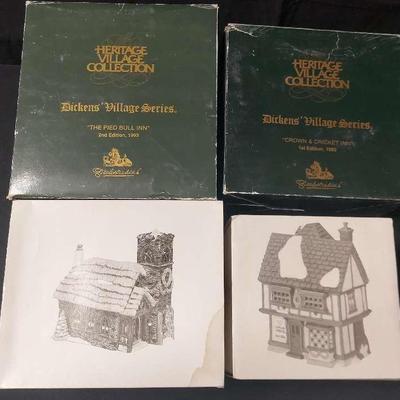 The
HERITAGE
VILLAGE
COLLECTION
Dickens' Village Series®
"THE PIED BULL INN"
2nd Edition, 1993
HERITAGE
VILLAGE
COLLECTION
Dickens' Village Series®
"CROWN & CRICKET INN"
1st Edition, 1992